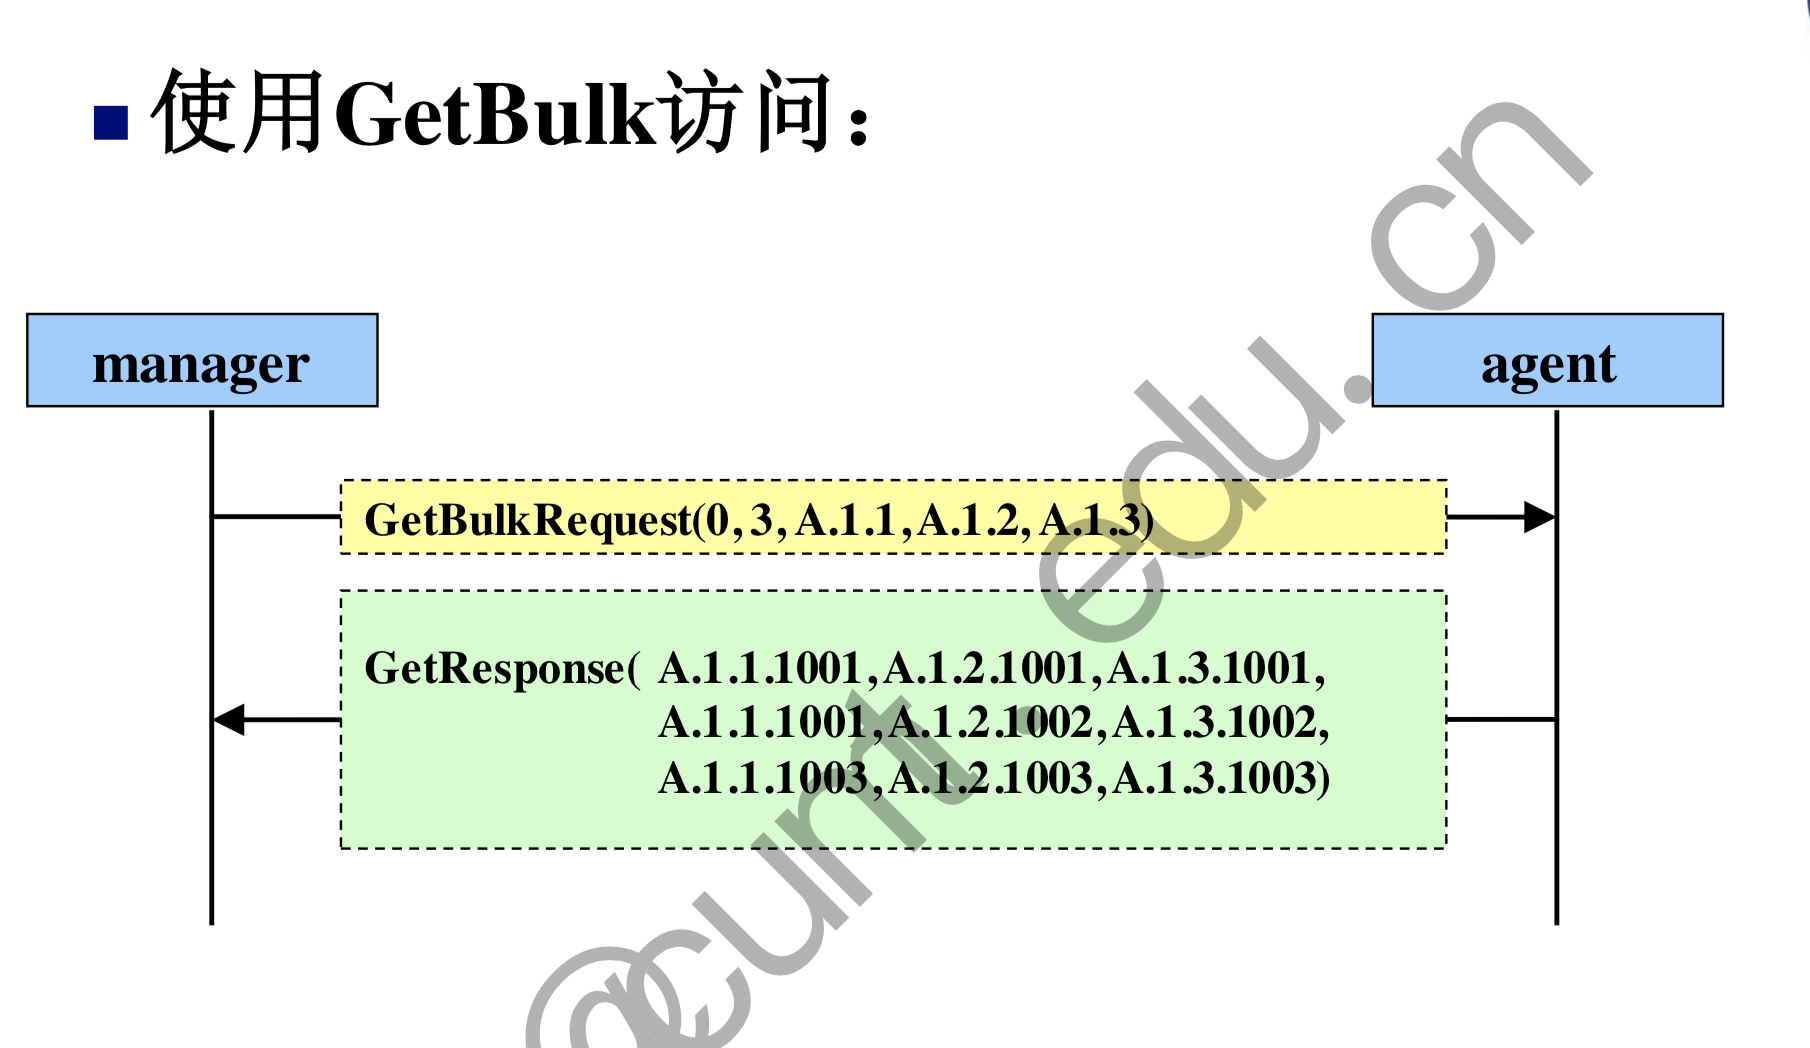 使用GetBulk访问：
manager
agent
GetBulkRequest(0, 3, A.1.1, A.1.2, A.1.3)
GetResponse( A.1.1.1001, A.1.2.1001, A.1.3.1001,
A.1.1.1001, A.1.2.1002, A.1.3.1002,
A.1.1.1003, A.1.2.1003, A.1.3.1003)
@cumt.edu.cn